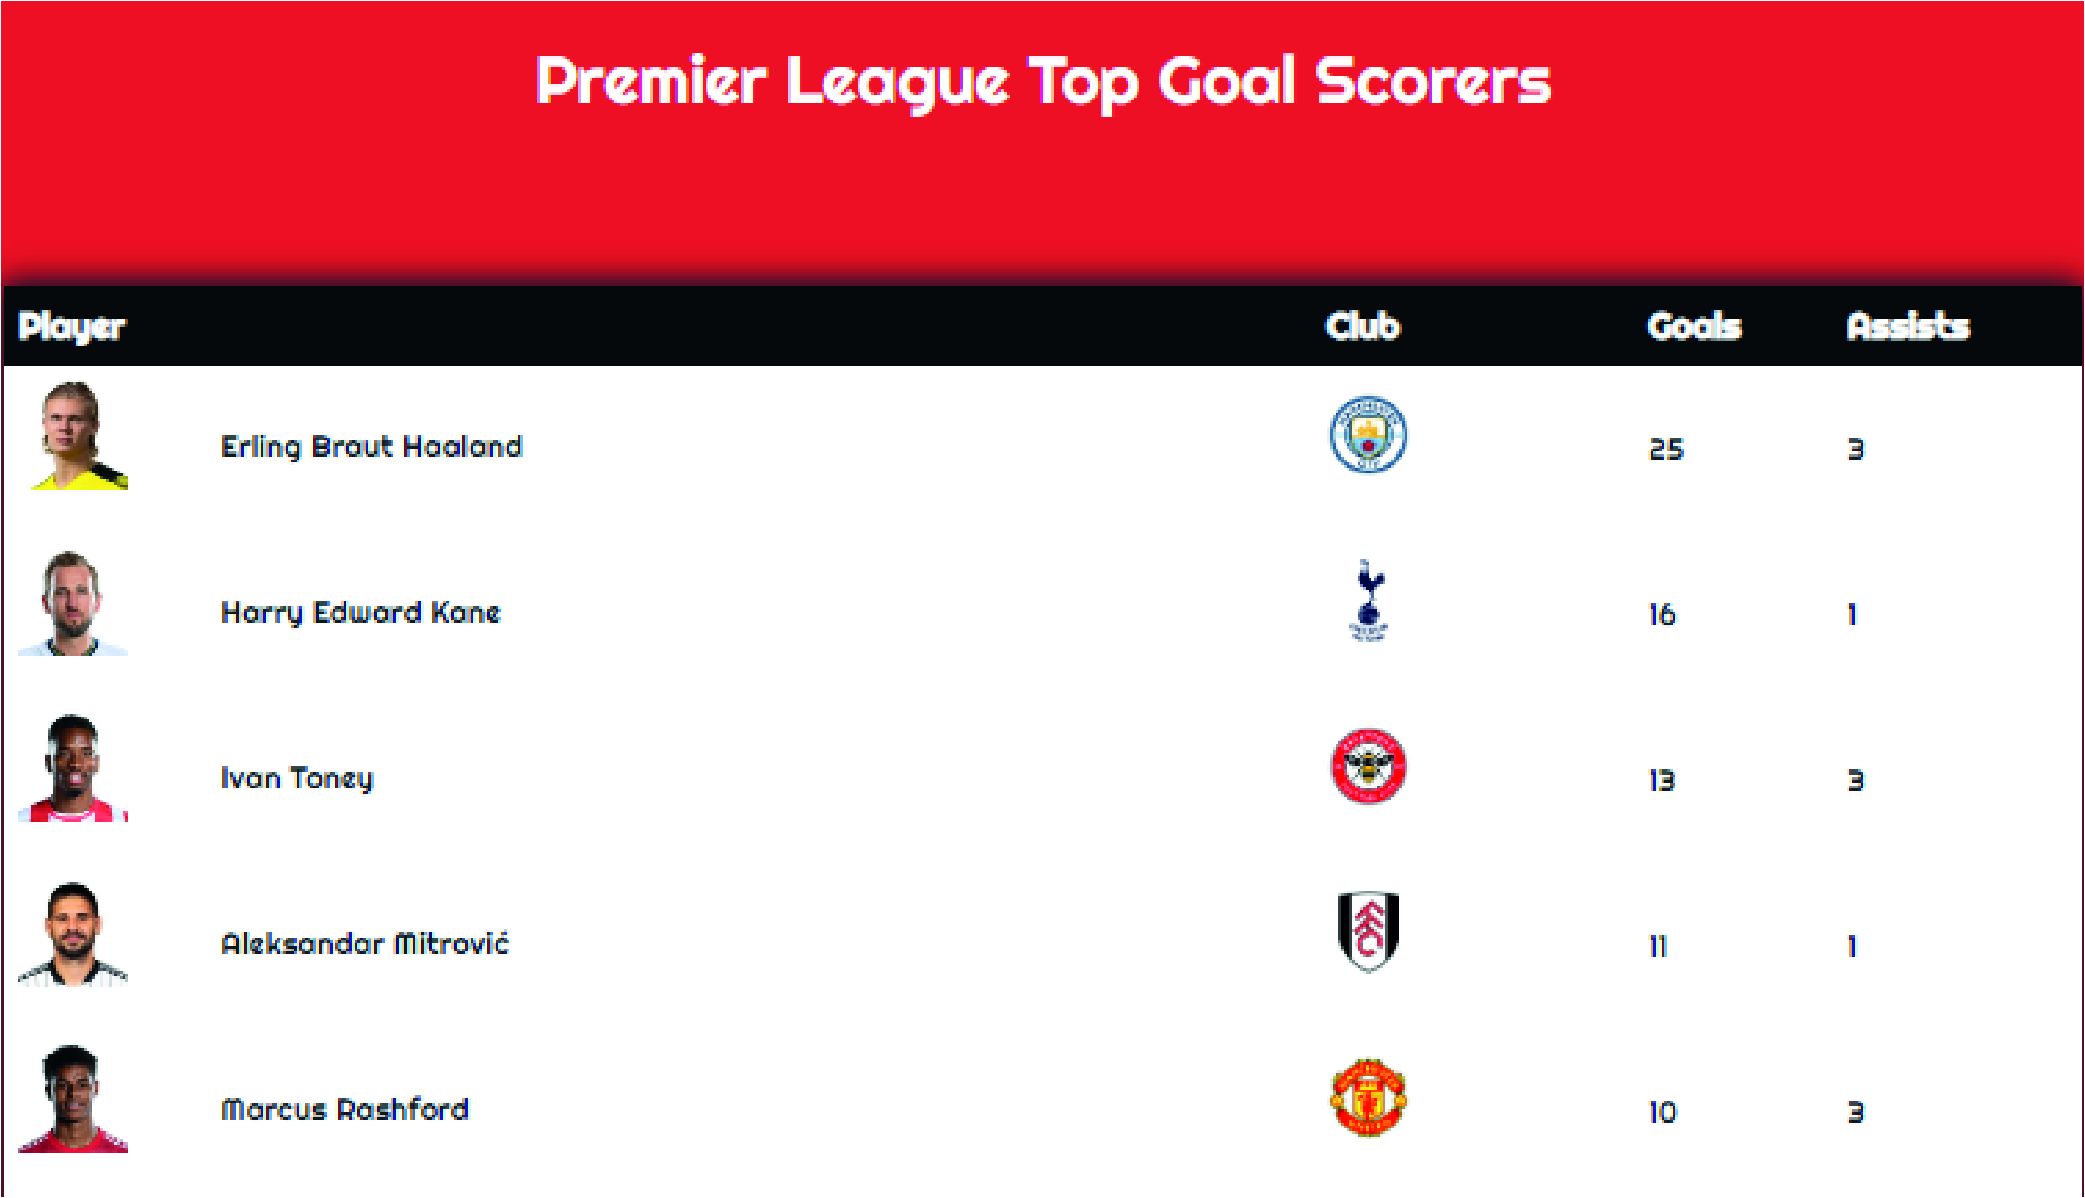 Premier League Top Goal Scorers
Player Club Goals Assists
Erling Braut Haaland 25 3
Harry Edward Kane 16 1
Ivan Toney 13 3
Aleksandar Mitrović 11 1
Marcus Rashford 10 3